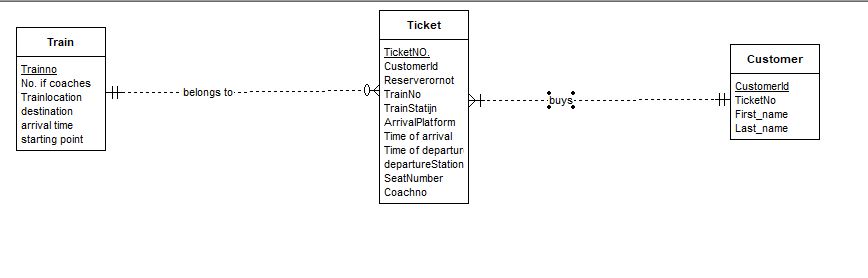 Train
Trainno
No. if coaches
Trainlocation
destination
arrival time
starting point
belongs to
Ticket
TicketNO.
CustomerId
Reserverornot
TrainNo
TrainStatijn
ArrivalPlatform
Time of arrival
Time of departur
departureStation
SeatNumber
Coachno
buys
Customer
CustomerId
TicketNo
First_name
Last_name